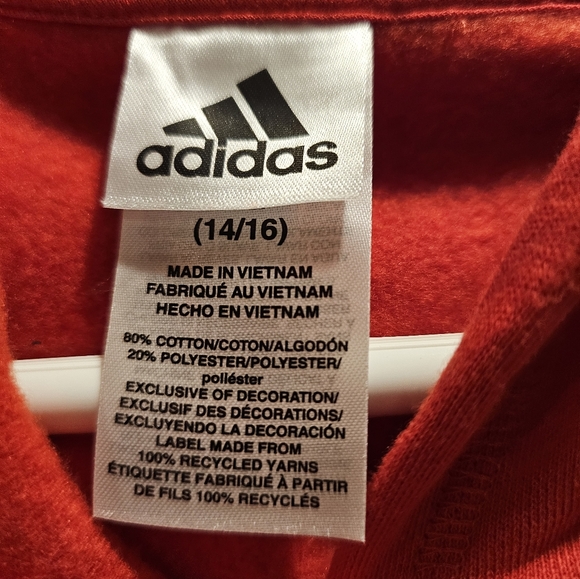 adidas
(14/16)
MADE IN VIETNAM
FABRIQUÉ AU VIETNAM
HECHO EN VIETNAM
80% COTTON/COTON/ALGODÓN
20% POLYESTER/POLYESTER/
poliéster
EXCLUSIVE OF DECORATION/
EXCLUSIF DES DÉCORATIONS/
EXCLUYENDO LA DECORACIÓN
LABEL MADE FROM
100% RECYCLED YARNS
ÉTIQUETTE FABRIQUÉ À PARTIR
DE FILS 100% RECYCLÉS